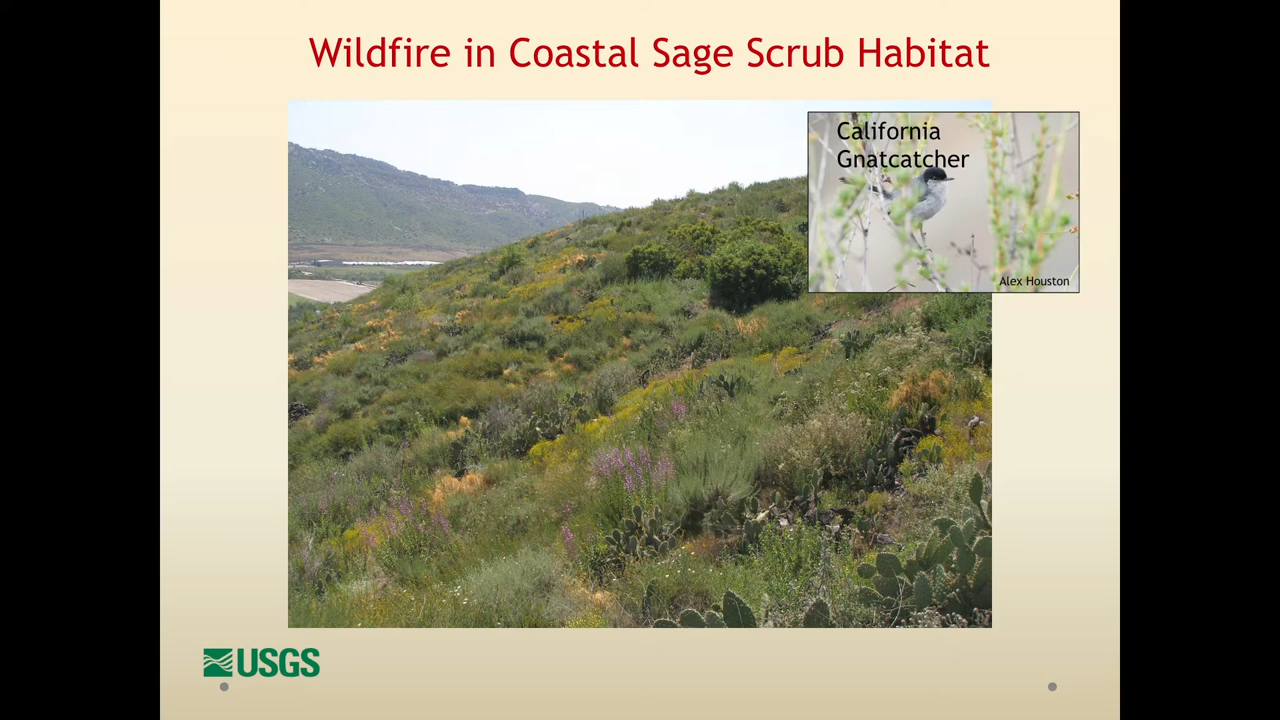 Wildfire in Coastal Sage Scrub Habitat
California
Gnatcatcher
Alex Houston
USGS